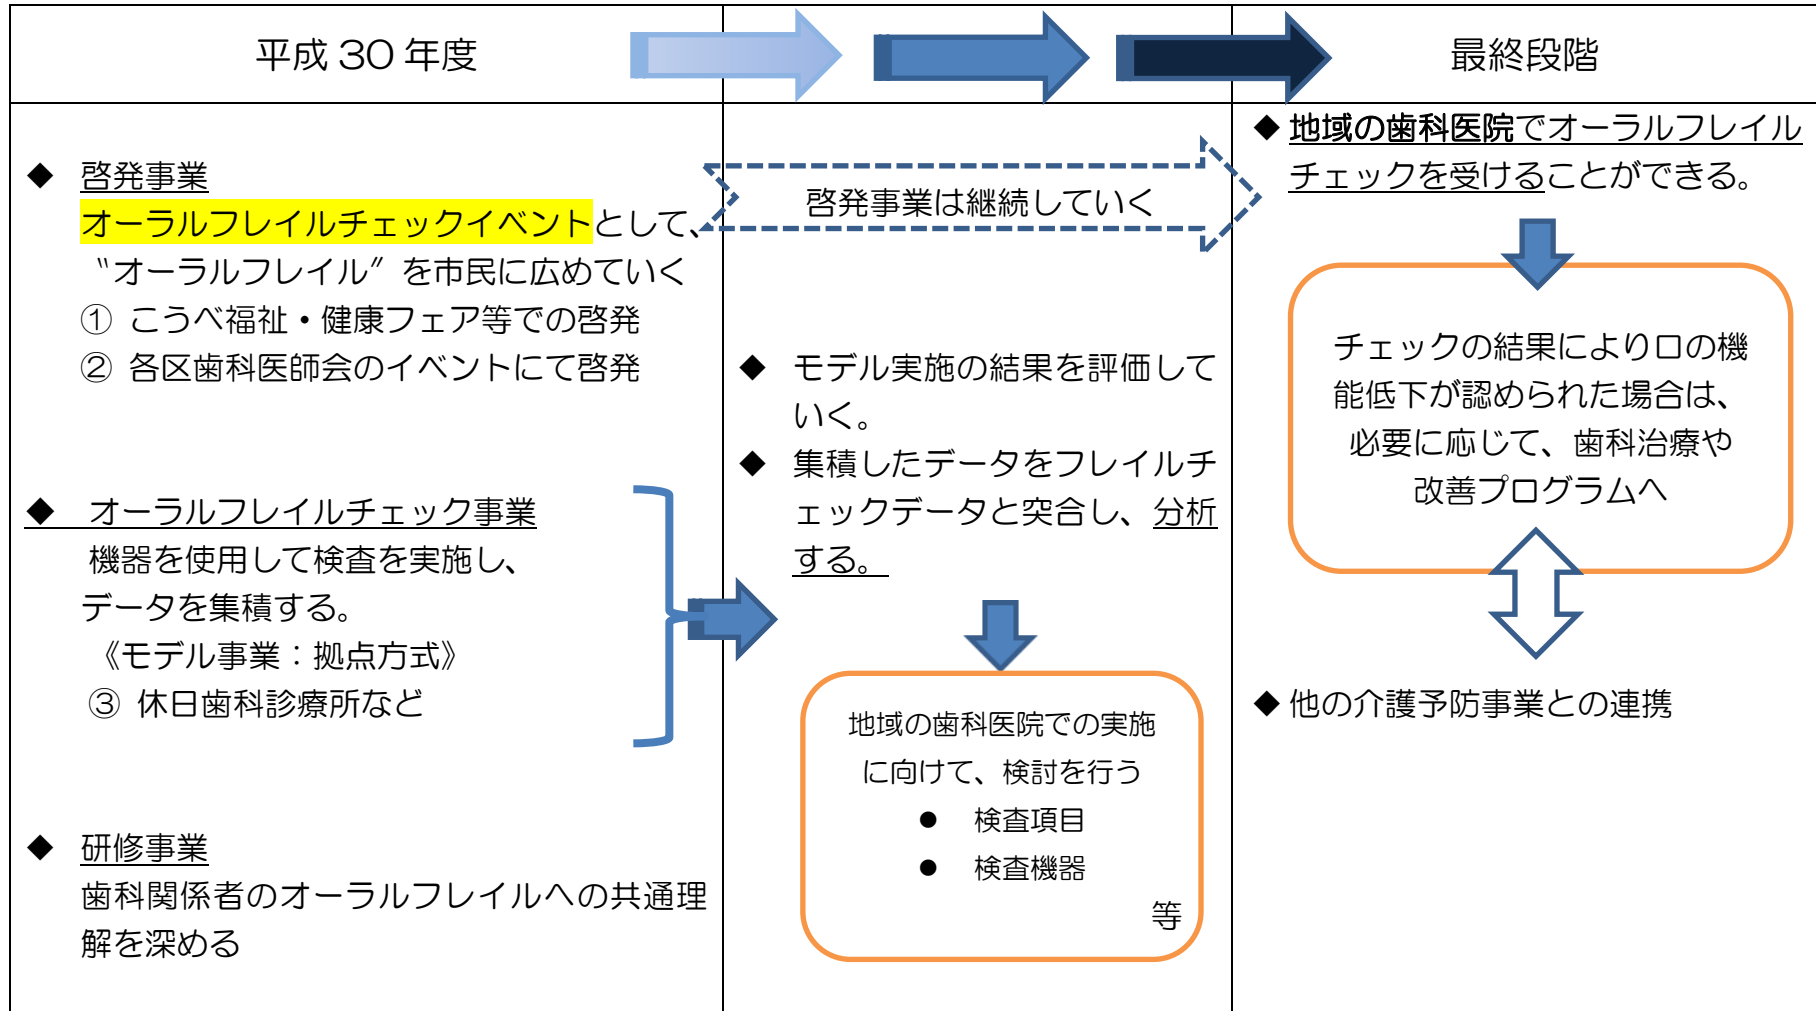 平成 30 年度
最終段階
◆ 啓発事業
オーラルフレイルチェックイベントとして、
〝オーラルフレイル〞を市民に広めていく
① こうべ福祉・健康フェア等での啓発
② 各区歯科医師会のイベントにて啓発
◆ オーラルフレイルチェック事業
機器を使用して検査を実施し、
データを集積する。
《モデル事業：拠点方式》
③ 休日歯科診療所など
◆ 研修事業
歯科関係者のオーラルフレイルへの共通理
解を深める
啓発事業は継続していく
◆ モデル実施の結果を評価して
いく。
◆ 集積したデータをフレイルチ
ェックデータと突合し、分析
する。
地域の歯科医院での実施
に向けて、検討を行う
● 検査項目
● 検査機器
等
◆ 地域の歯科医院でオーラルフレイル
チェックを受けることができる。
チェックの結果により口の機
能低下が認められた場合は、
必要に応じて、歯科治療や
改善プログラムへ
◆ 他の介護予防事業との連携